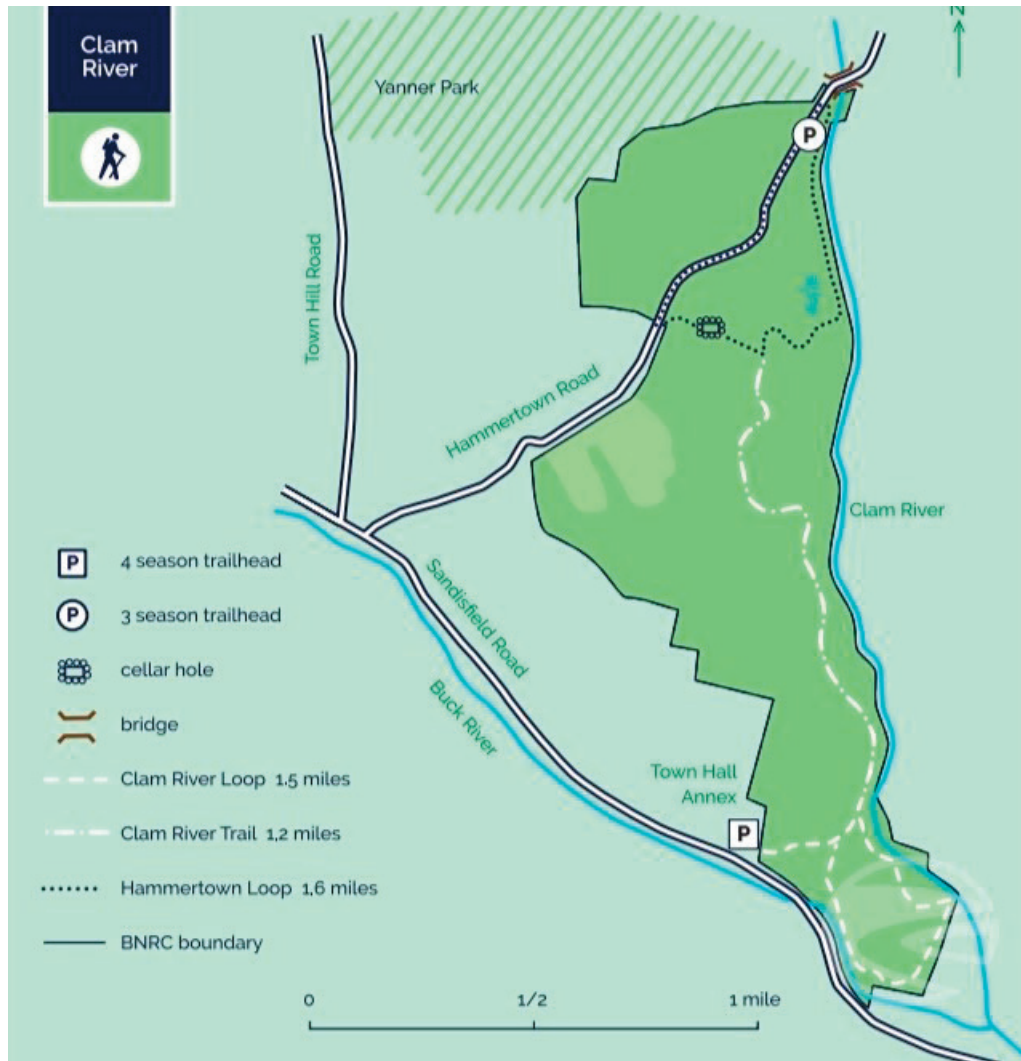 Clam
River
N
Yanner Park
P
Town Hill Road
Hammertown Road
Clam River
P 4 season trailhead
Sandisfield Road
P 3 season trailhead
cellar hole
Buck River
bridge
Town Hall
Annex
Clam River Loop 1.5 miles
P
Clam River Trail 1,2 miles
Hammertown Loop 1,6 miles
BNRC boundary
0 1/2 1 mile